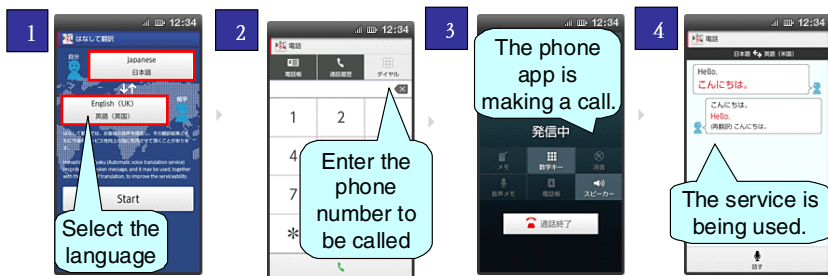 1
12:34
はなして翻訳
自分
Japanese
日本語
English (UK)
英語 (英国)
相手
Start
Select the
language
2
12:34
電話
電話帳
通話履歴
ダイヤル
1
2
4
7
*
Enter the
phone
number to
be called
3
12:34
The phone
app is
making a call.
発信中
メモ
数字キー
消音
音声メモ
電話帳
スピーカー
通話終了
4
12:34
電話
日本語
英語 (米国)
Hello.
こんにちは。
こんにちは。
Hello.
(再翻訳) こんにちは。
The service is
being used.
話す